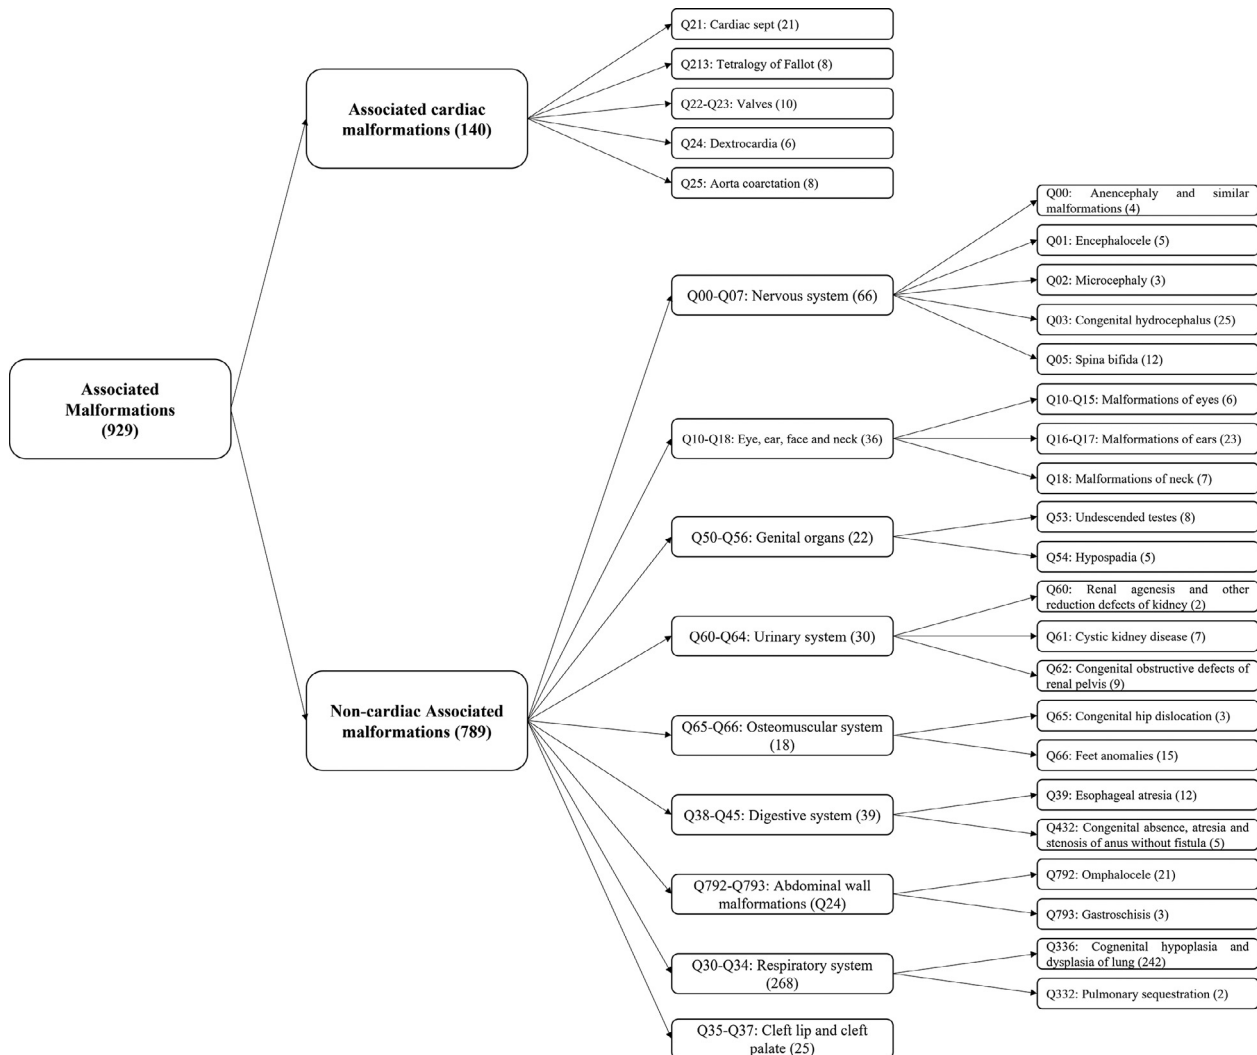 Associated
Malformations
(929)
Associated cardiac
malformations (140)
Q21: Cardiac sept (21)
Q213: Tetralogy of Fallot (8)
Q22-Q23: Valves (10)
Q24: Dextrocardia (6)
Q25: Aorta coarctation (8)
Non-cardiac Associated
malformations (789)
Q00-Q07: Nervous system (66)
Q00: Anencephaly and similar
malformations (4)
Q01: Encephalocele (5)
Q02: Microcephaly (3)
Q03: Congenital hydrocephalus (25)
Q05: Spina bifida (12)
Q10-Q18: Eye, ear, face and neck (36)
Q10-Q15: Malformations of eyes (6)
Q16-Q17: Malformations of ears (23)
Q18: Malformations of neck (7)
Q50-Q56: Genital organs (22)
Q53: Undescended testes (8)
Q54: Hypospadia (5)
Q60-Q64: Urinary system (30)
Q60: Renal agenesis and other
reduction defects of kidney (2)
Q61: Cystic kidney disease (7)
Q62: Congenital obstructive defects of
renal pelvis (9)
Q65-Q66: Osteomuscular system
(18)
Q65: Congenital hip dislocation (3)
Q66: Feet anomalies (15)
Q38-Q45: Digestive system (39)
Q39: Esophageal atresia (12)
Q432: Congenital absence, atresia and
stenosis of anus without fistula (5)
Q792-Q793: Abdominal wall
malformations (Q24)
Q792: Omphalocele (21)
Q793: Gastroschisis (3)
Q30-Q34: Respiratory system
(268)
Q336: Cognenital hypoplasia and
dysplasia of lung (242)
Q332: Pulmonary sequestration (2)
Q35-Q37: Cleft lip and cleft
palate (25)